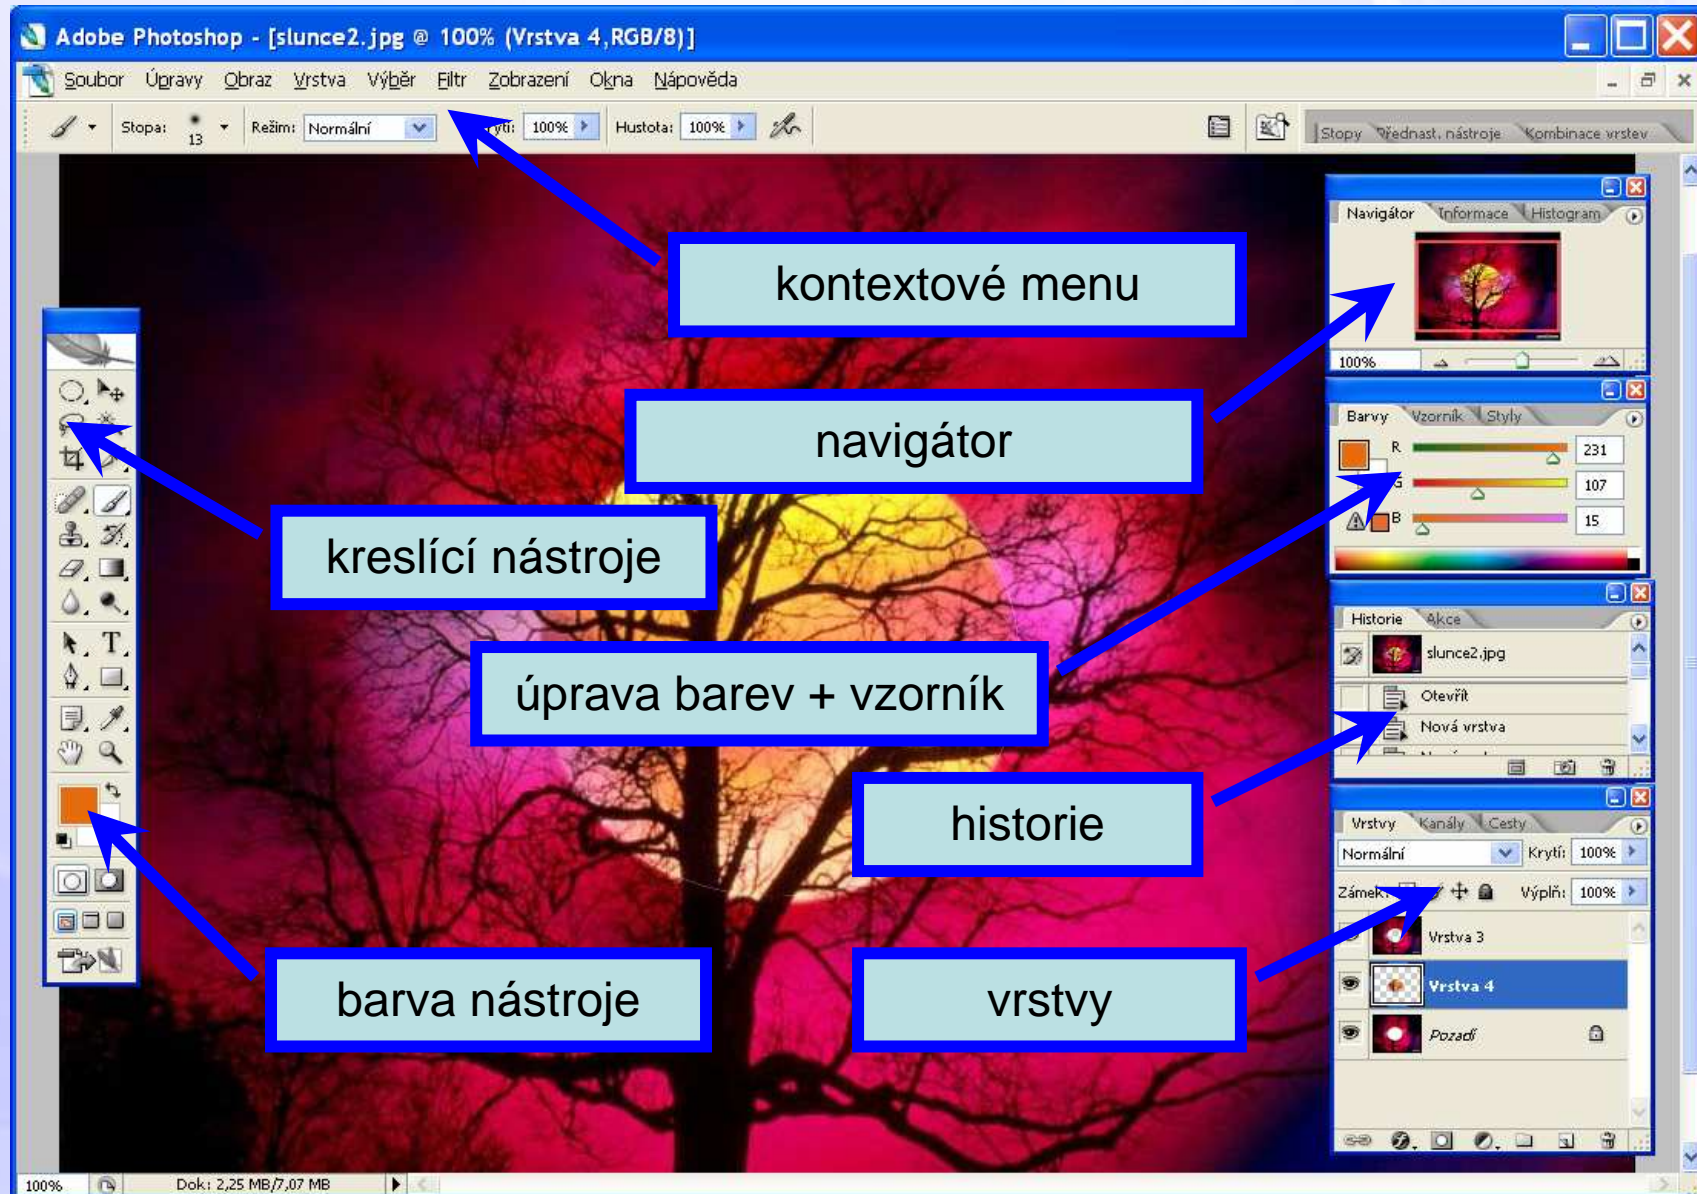 Adobe Photoshop - [slunce2.jpg @ 100% (Vrstva 4,RGB/8)]
Soubor Úpravy Obraz Vrstva Výběr Filtr Zobrazení Okna Nápověda
Stopa: 13 Režim: Normální 100% Hustota: 100% Stopy Přednast. nástroje Kombinace vrstev
kontextové menu
navigátor
kreslící nástroje
úprava barev + vzorník
historie
barva nástroje
vrstvy
Navigátor Informace Histogram
100%
Barvy Vzorník Styly
R 231
G 107
B 15
Historie Akce
slunce2.jpg
Otevřít
Nová vrstva
Vrstvy Kanály Cesty
Normální Krytí: 100%
Zámek: Výplň: 100%
Vrstva 3
Vrstva 4
Pozadí
T
100% Dok: 2,25 MB/7,07 MB